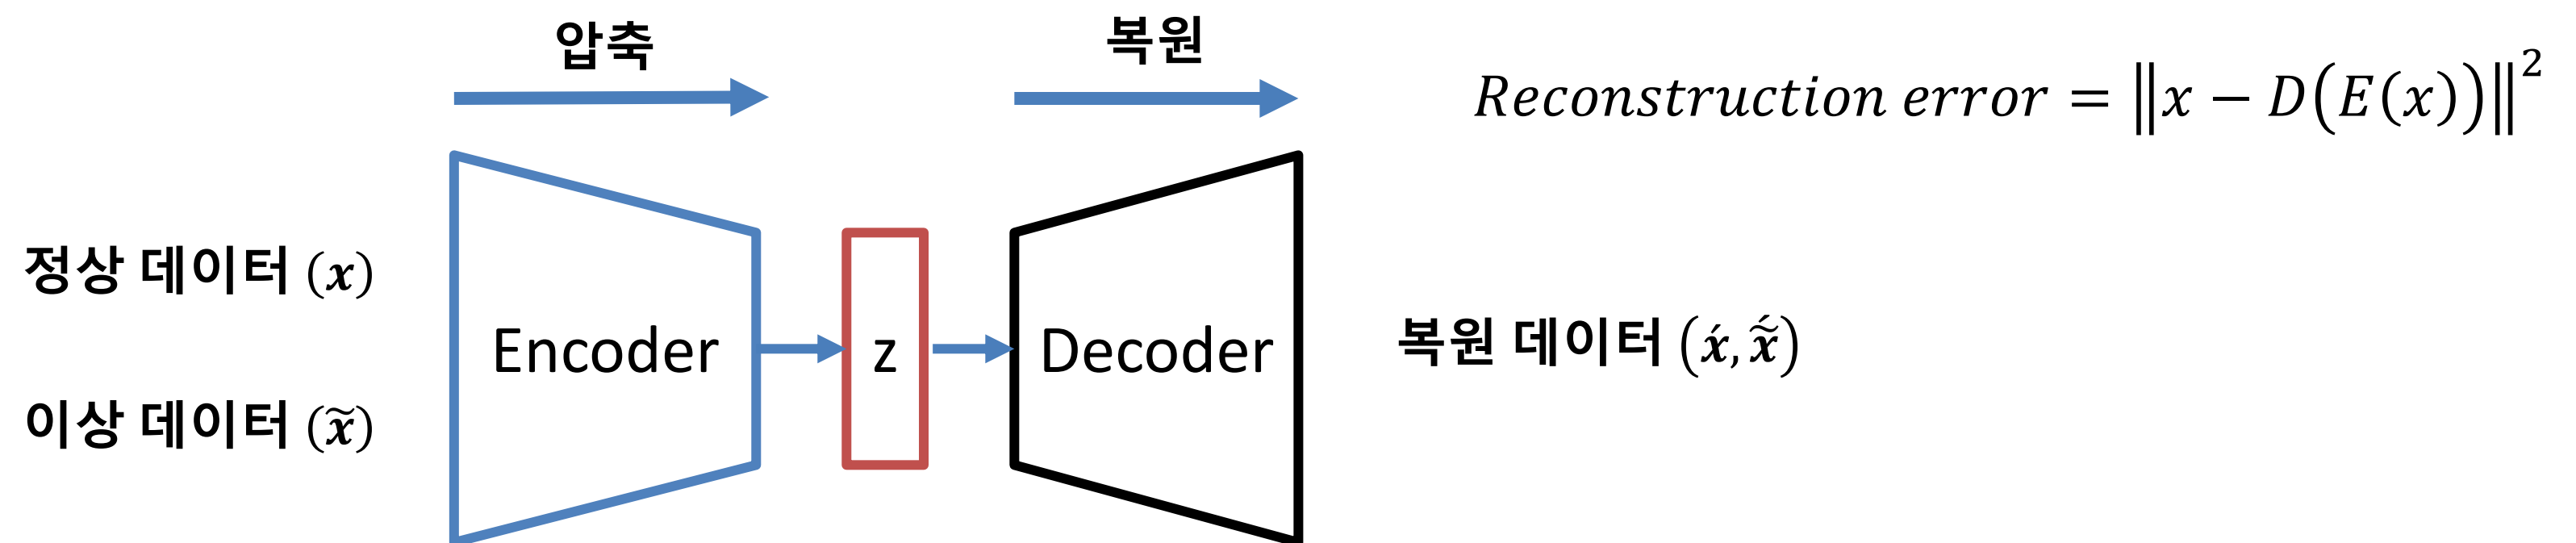 압축
복원
Reconstruction error = ‖x − D(E(x))‖²
정상 데이터 (x)
이상 데이터 (x̃)
Encoder
z
Decoder
복원 데이터 (x́, x̃́)